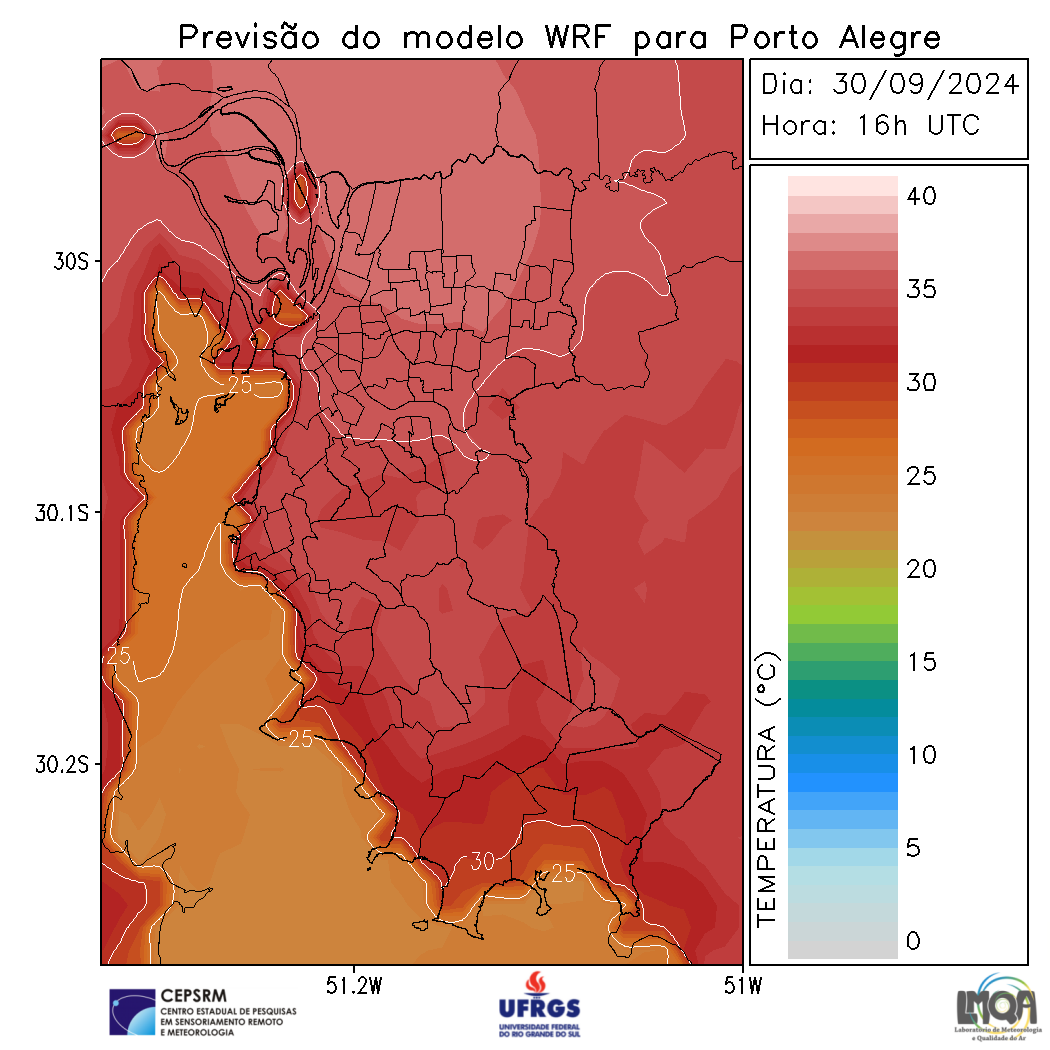 Previsão do modelo WRF para Porto Alegre
Dia: 30/09/2024
Hora: 16h UTC
30S
30.1S
30.2S
51.2W
51W
25
25
25
30
25
TEMPERATURA (°C)
40
35
30
25
20
15
10
5
0
CEPSRM
CENTRO ESTADUAL DE PESQUISAS
EM SENSORIAMENTO REMOTO
E METEOROLOGIA
UFRGS
UNIVERSIDADE FEDERAL
DO RIO GRANDE DO SUL
LMQA
Laboratório de Meteorologia
e Qualidade do Ar